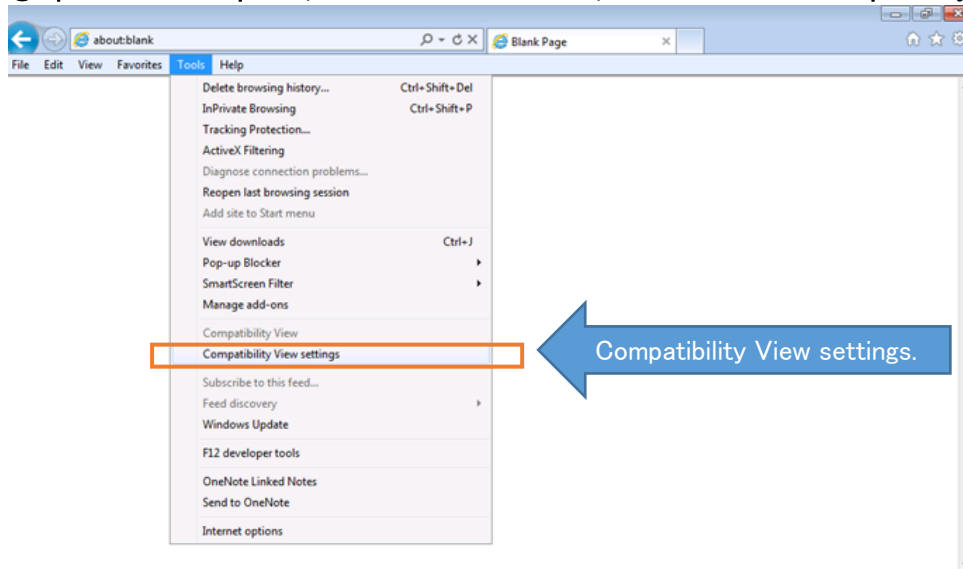 about:blank
Blank Page
File Edit View Favorites Tools Help
Delete browsing history... Ctrl+Shift+Del
InPrivate Browsing Ctrl+Shift+P
Tracking Protection...
ActiveX Filtering
Diagnose connection problems...
Reopen last browsing session
Add site to Start menu
View downloads Ctrl+J
Pop-up Blocker
SmartScreen Filter
Manage add-ons
Compatibility View
Compatibility View settings
Compatibility View settings.
Subscribe to this feed...
Feed discovery
Windows Update
F12 developer tools
OneNote Linked Notes
Send to OneNote
Internet options